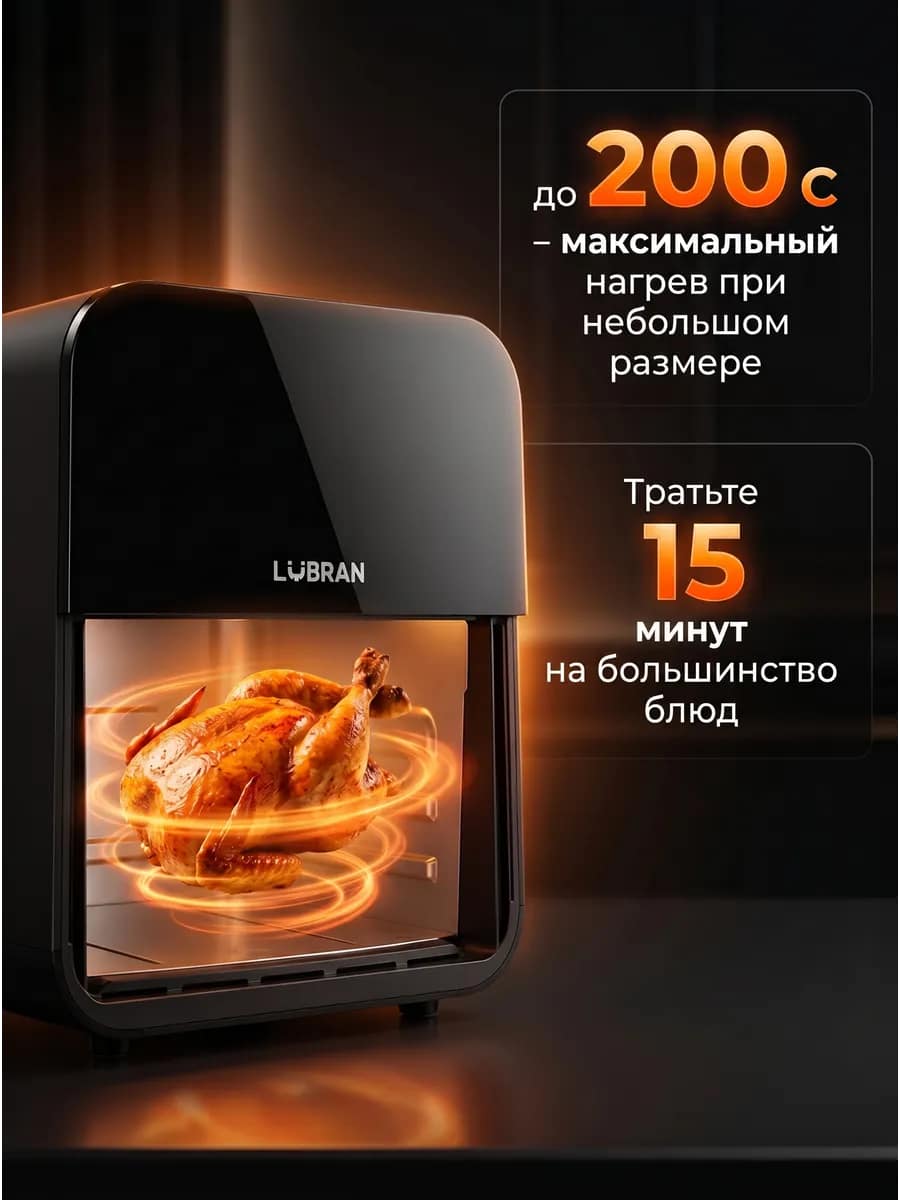 до 200 С
– максимальный
нагрев при
небольшом
размере
Тратьте
15
минут
на большинство
блюд
LUBRAN